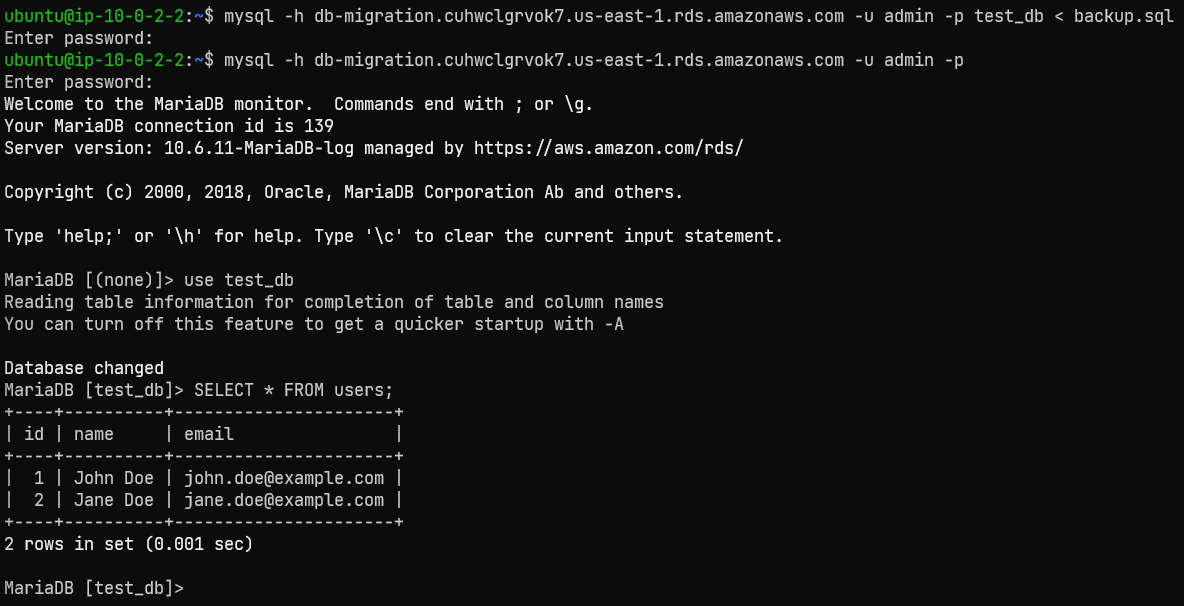 ubuntu@ip-10-0-2-2:~$ mysql -h db-migration.cuhwclgrvok7.us-east-1.rds.amazonaws.com -u admin -p test_db < backup.sql
Enter password:
ubuntu@ip-10-0-2-2:~$ mysql -h db-migration.cuhwclgrvok7.us-east-1.rds.amazonaws.com -u admin -p
Enter password:
Welcome to the MariaDB monitor.  Commands end with ; or \g.
Your MariaDB connection id is 139
Server version: 10.6.11-MariaDB-log managed by https://aws.amazon.com/rds/

Copyright (c) 2000, 2018, Oracle, MariaDB Corporation Ab and others.

Type 'help;' or '\h' for help. Type '\c' to clear the current input statement.

MariaDB [(none)]> use test_db
Reading table information for completion of table and column names
You can turn off this feature to get a quicker startup with -A

Database changed
MariaDB [test_db]> SELECT * FROM users;
+----+----------+----------------------+
| id | name     | email                |
+----+----------+----------------------+
|  1 | John Doe | john.doe@example.com |
|  2 | Jane Doe | jane.doe@example.com |
+----+----------+----------------------+
2 rows in set (0.001 sec)

MariaDB [test_db]>